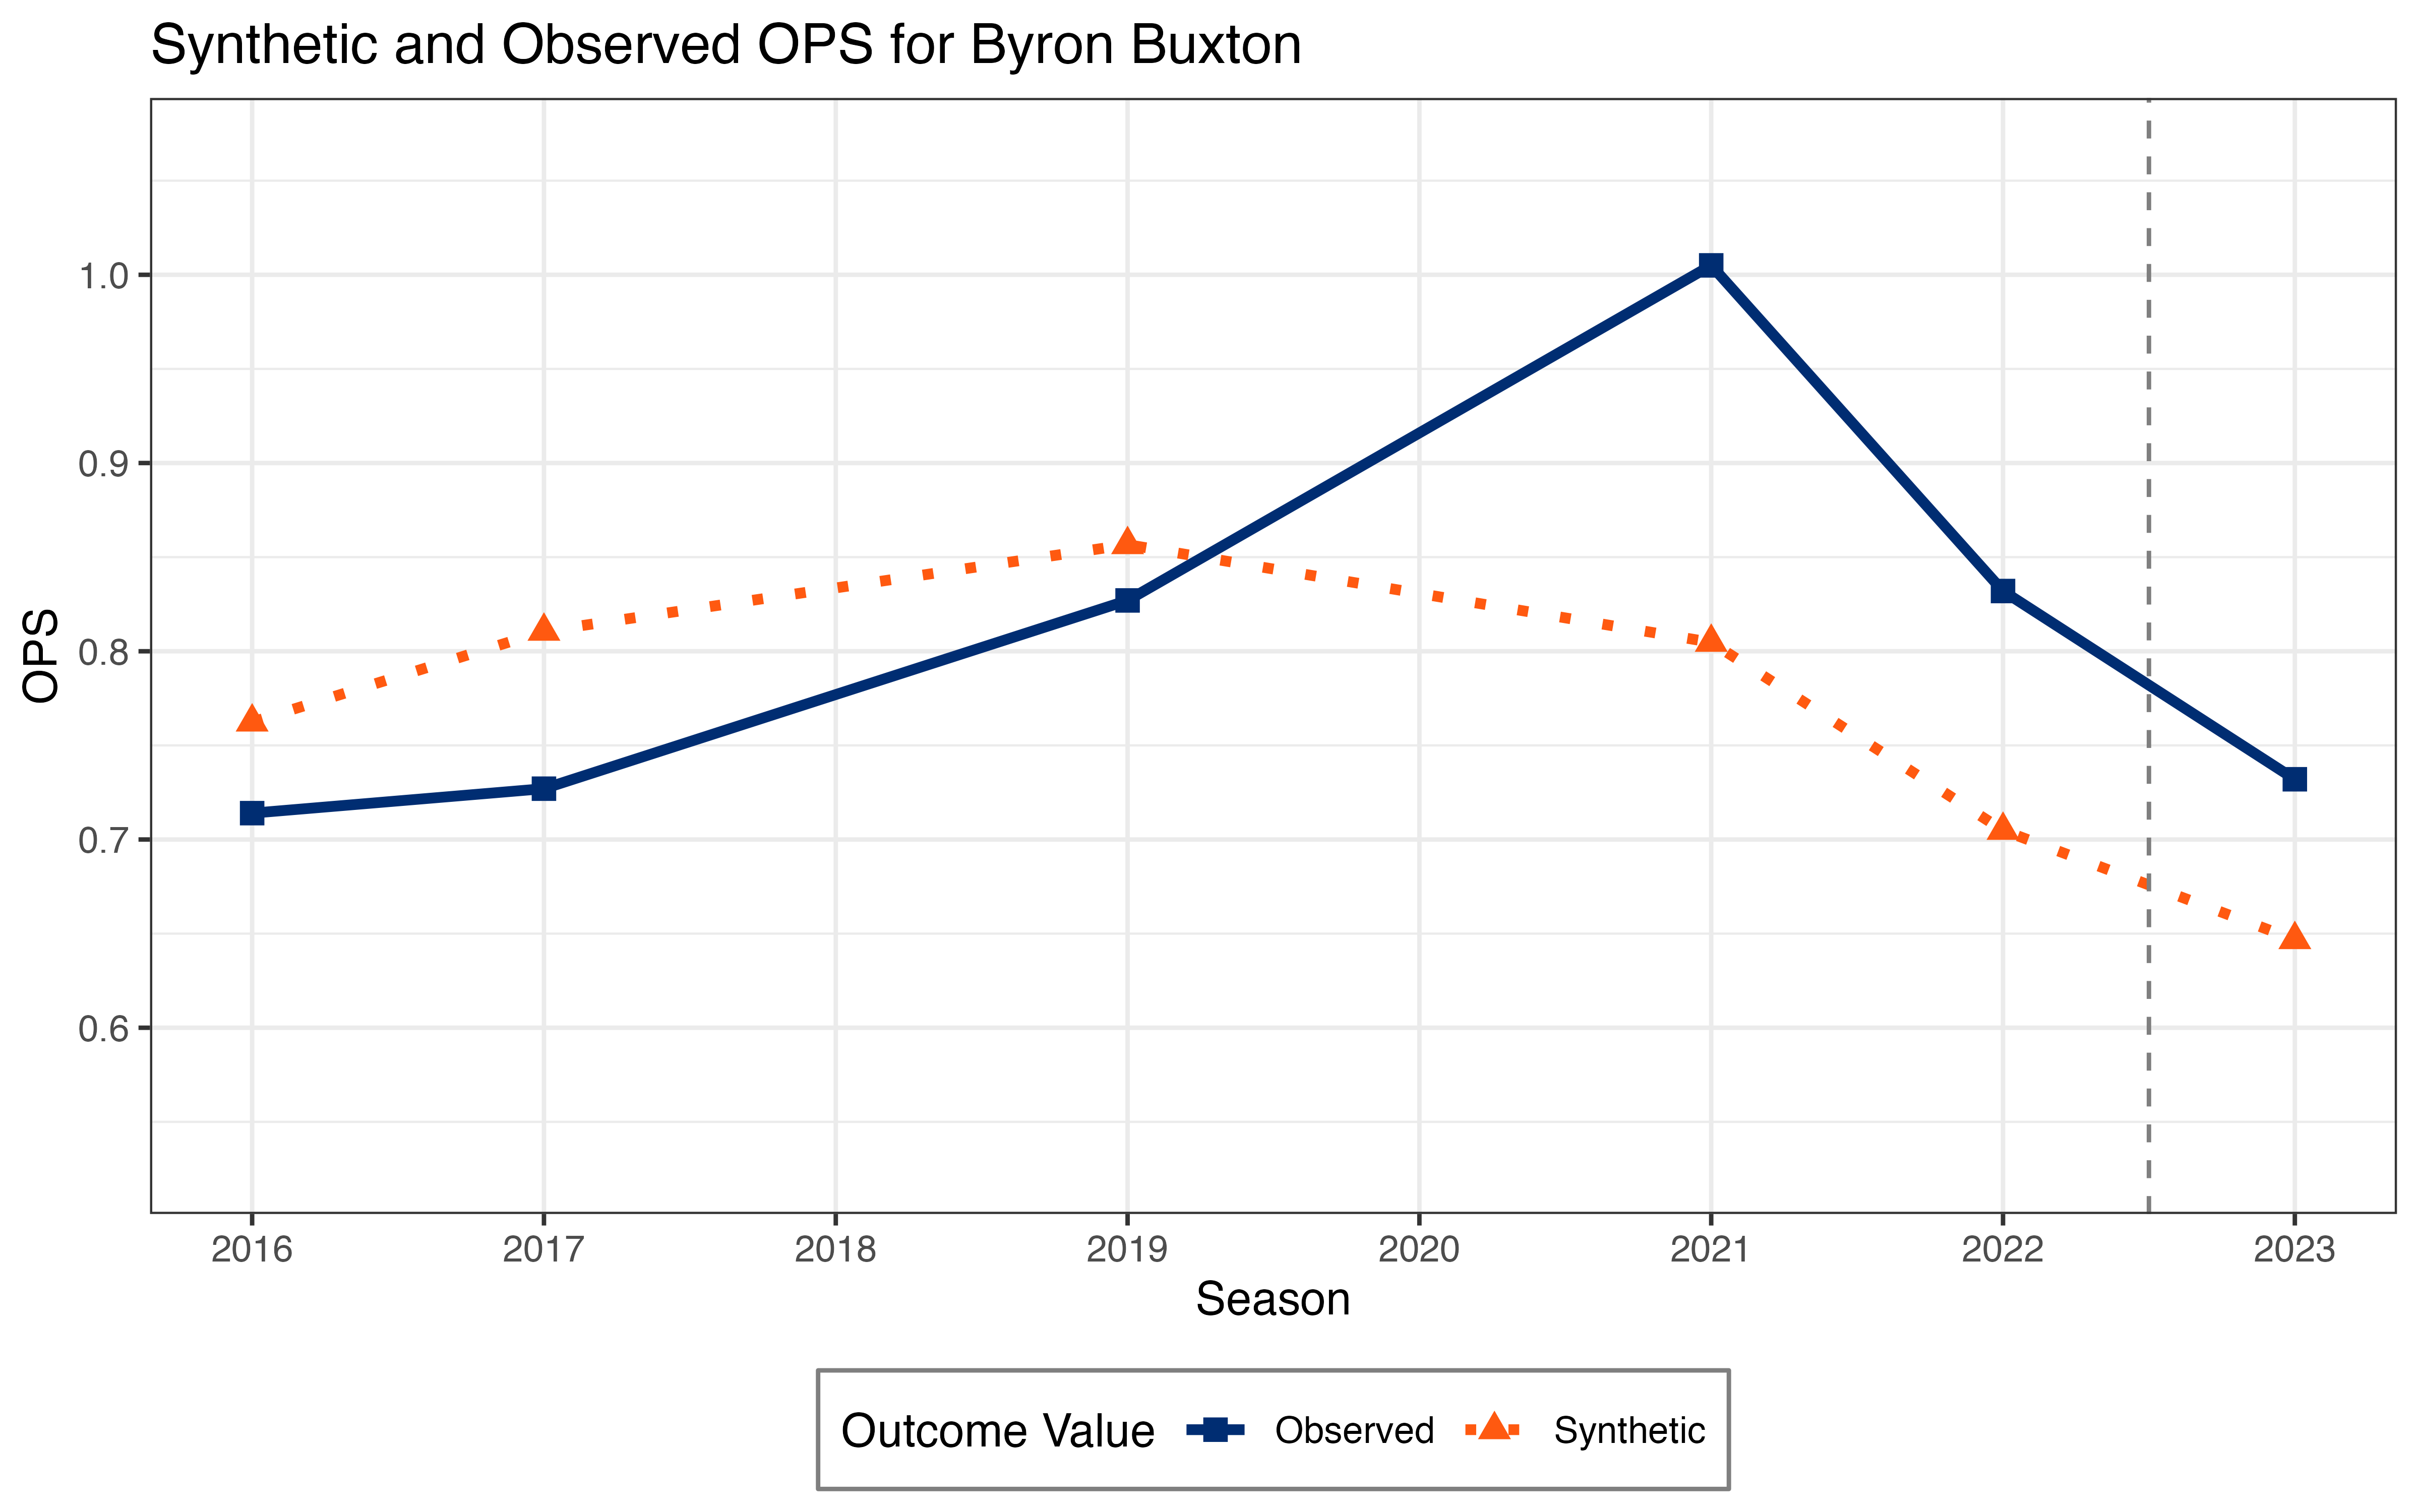 Synthetic and Observed OPS for Byron Buxton
OPS
1.0
0.9
0.8
0.7
0.6
2016 2017 2018 2019 2020 2021 2022 2023
Season
Outcome Value Observed Synthetic